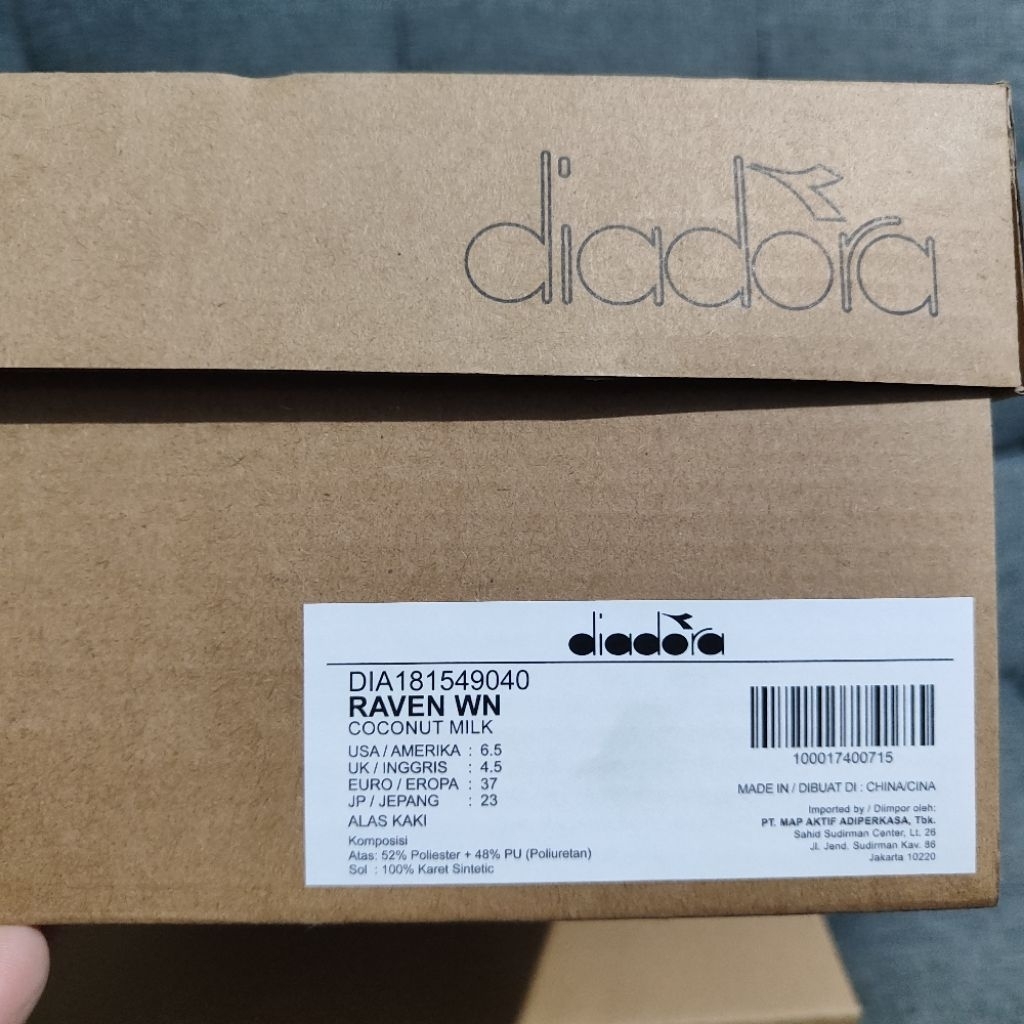 diadora
diadora
DIA181549040
RAVEN WN
COCONUT MILK
USA / AMERIKA : 6.5
UK / INGGRIS : 4.5
EURO / EROPA : 37
JP / JEPANG : 23
ALAS KAKI
Komposisi
Atas: 52% Poliester + 48% PU (Poliuretan)
Sol : 100% Karet Sintetic
100017400715
MADE IN / DIBUAT DI : CHINA/CINA
Imported by / Diimpor oleh:
PT. MAP AKTIF ADIPERKASA, Tbk.
Sahid Sudirman Center, Lt. 26
Jl. Jend. Sudirman Kav. 86
Jakarta 10220